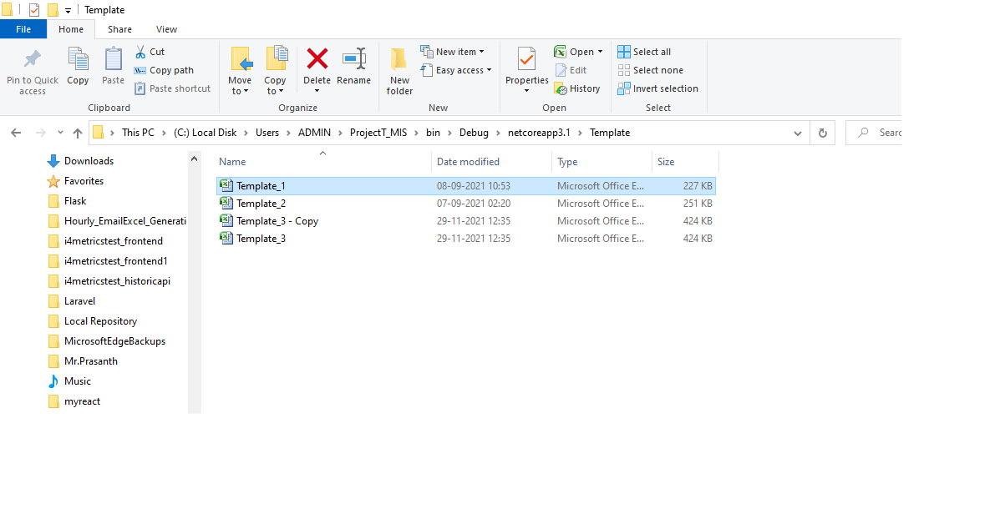 Template
File Home Share View
Pin to Quick access
Copy
Paste
Cut
Copy path
Paste shortcut
Clipboard
Move to
Copy to
Delete
Rename
Organize
New folder
New item
Easy access
New
Properties
Open
Edit
History
Open
Select all
Select none
Invert selection
Select
This PC > (C:) Local Disk > Users > ADMIN > ProjectT_MIS > bin > Debug > netcoreapp3.1 > Template
Searc
Downloads
Favorites
Flask
Hourly_EmailExcel_Generati
i4metricstest_frontend
i4metricstest_frontend1
i4metricstest_historicapi
Laravel
Local Repository
MicrosoftEdgeBackups
Mr.Prasanth
Music
myreact
Name Date modified Type Size
Template_1 08-09-2021 10:53 Microsoft Office E... 227 KB
Template_2 07-09-2021 02:20 Microsoft Office E... 251 KB
Template_3 - Copy 29-11-2021 12:35 Microsoft Office E... 424 KB
Template_3 29-11-2021 12:35 Microsoft Office E... 424 KB